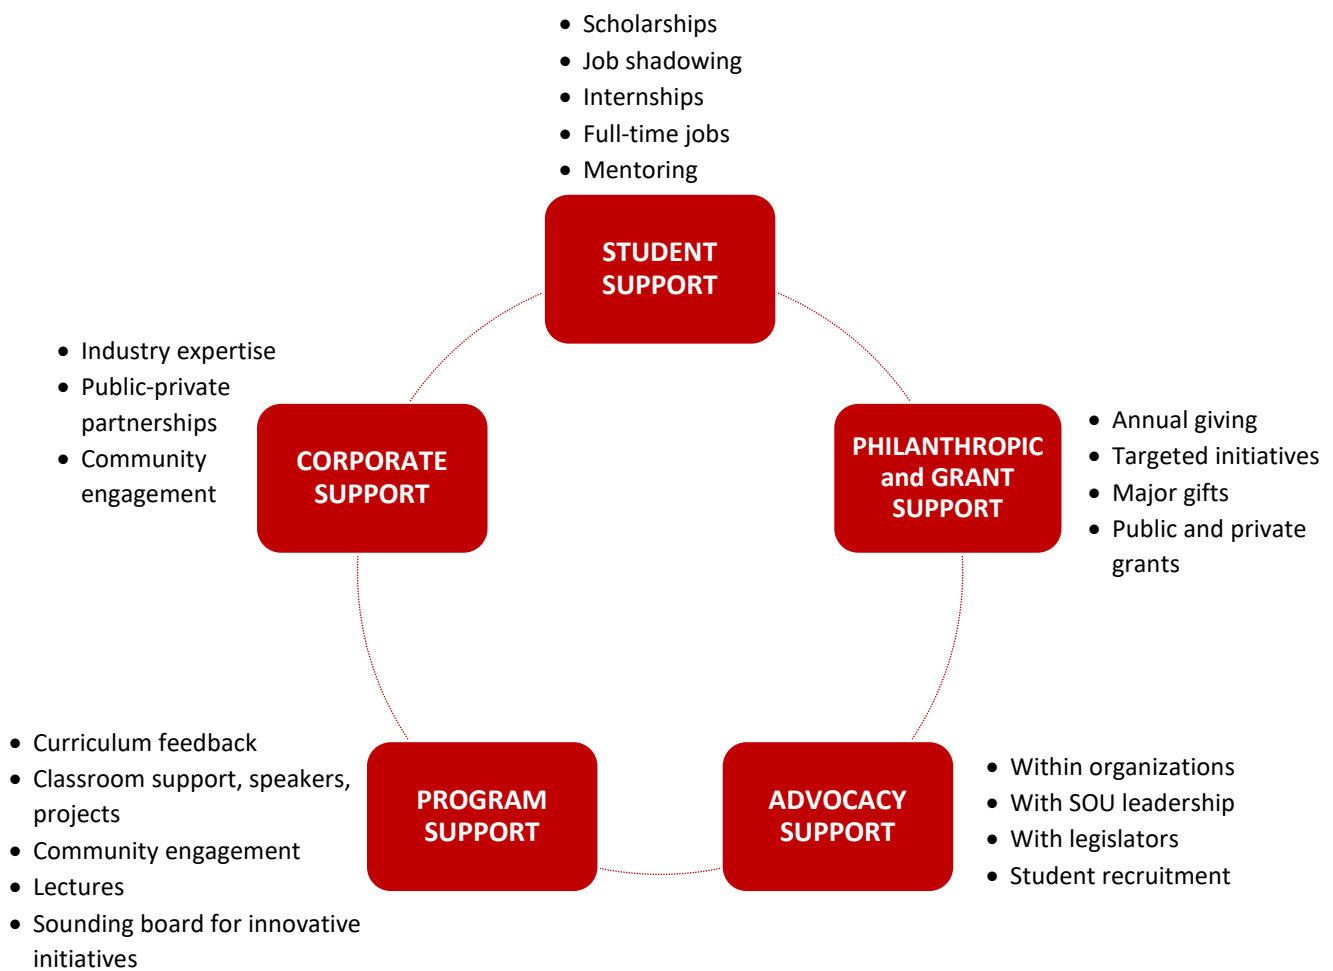 • Scholarships
• Job shadowing
• Internships
• Full-time jobs
• Mentoring
STUDENT
SUPPORT
• Industry expertise
• Public-private
partnerships
• Community
engagement
CORPORATE
SUPPORT
PHILANTHROPIC
and GRANT
SUPPORT
• Annual giving
• Targeted initiatives
• Major gifts
• Public and private
grants
• Curriculum feedback
• Classroom support, speakers,
projects
• Community engagement
• Lectures
• Sounding board for innovative
initiatives
PROGRAM
SUPPORT
ADVOCACY
SUPPORT
• Within organizations
• With SOU leadership
• With legislators
• Student recruitment